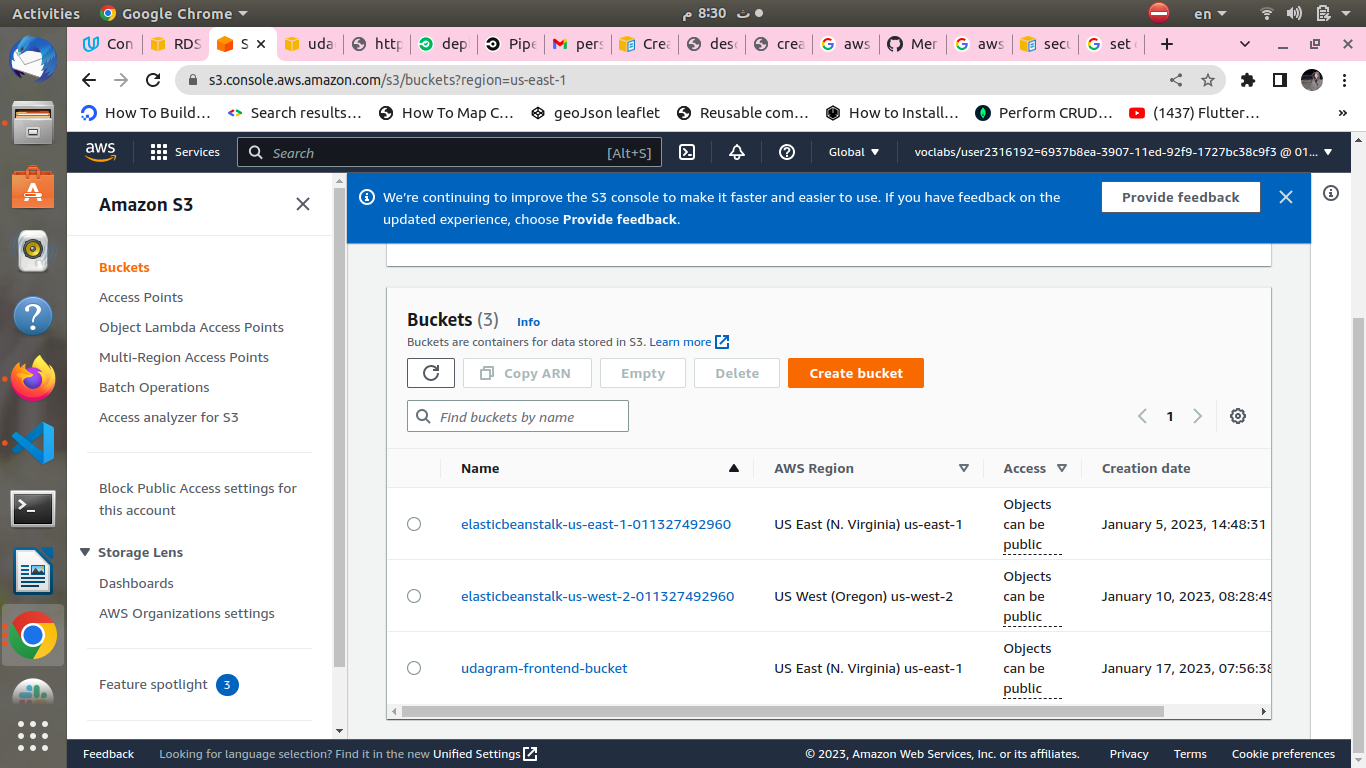 Activities
Google Chrome
ث 8:30 م
en
Con
RDS
S
uda
http
dep
Pipe
pers
Crea
desc
crea
aws
Mer
aws
secu
set
s3.console.aws.amazon.com/s3/buckets?region=us-east-1
How To Build...
Search results...
How To Map C...
geoJson leaflet
Reusable com...
How to Install...
Perform CRUD...
(1437) Flutter...
»
aws
Services
Search
[Alt+S]
Global
voclabs/user2316192=6937b8ea-3907-11ed-92f9-1727bc38c9f3 @ 01...
Amazon S3
Buckets
Access Points
Object Lambda Access Points
Multi-Region Access Points
Batch Operations
Access analyzer for S3
Block Public Access settings for
this account
Storage Lens
Dashboards
AWS Organizations settings
Feature spotlight 3
We're continuing to improve the S3 console to make it faster and easier to use. If you have feedback on the
updated experience, choose Provide feedback.
Provide feedback
Buckets (3) Info
Buckets are containers for data stored in S3. Learn more
Copy ARN
Empty
Delete
Create bucket
Find buckets by name
1
Name
AWS Region
Access
Creation date
elasticbeanstalk-us-east-1-011327492960
US East (N. Virginia) us-east-1
Objects
can be
public
January 5, 2023, 14:48:31
elasticbeanstalk-us-west-2-011327492960
US West (Oregon) us-west-2
Objects
can be
public
January 10, 2023, 08:28:49
udagram-frontend-bucket
US East (N. Virginia) us-east-1
Objects
can be
public
January 17, 2023, 07:56:38
Feedback
Looking for language selection? Find it in the new Unified Settings
© 2023, Amazon Web Services, Inc. or its affiliates.
Privacy
Terms
Cookie preferences